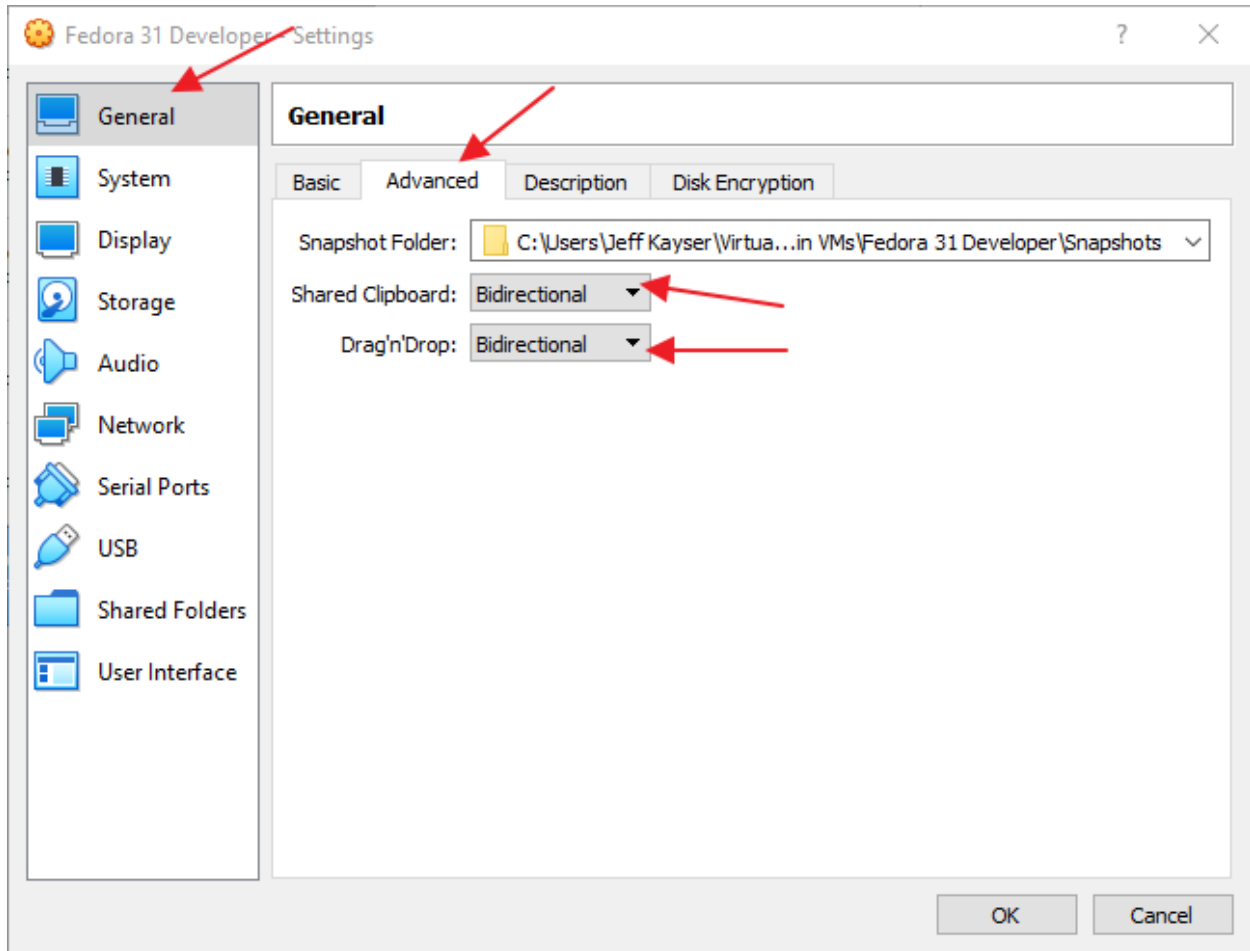 Fedora 31 Developer - Settings
?
General
System
Display
Storage
Audio
Network
Serial Ports
USB
Shared Folders
User Interface
General
Basic
Advanced
Description
Disk Encryption
Snapshot Folder: C:\Users\Jeff Kayser\Virtua...in VMs\Fedora 31 Developer\Snapshots
Shared Clipboard: Bidirectional
Drag'n'Drop: Bidirectional
OK
Cancel